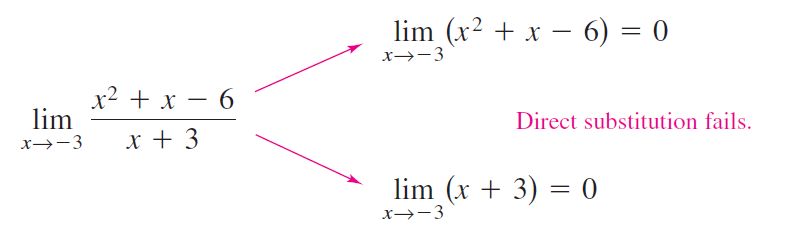 lim x→−3 (x² + x − 6) = 0
lim x→−3 (x² + x − 6)/(x + 3)
Direct substitution fails.
lim x→−3 (x + 3) = 0